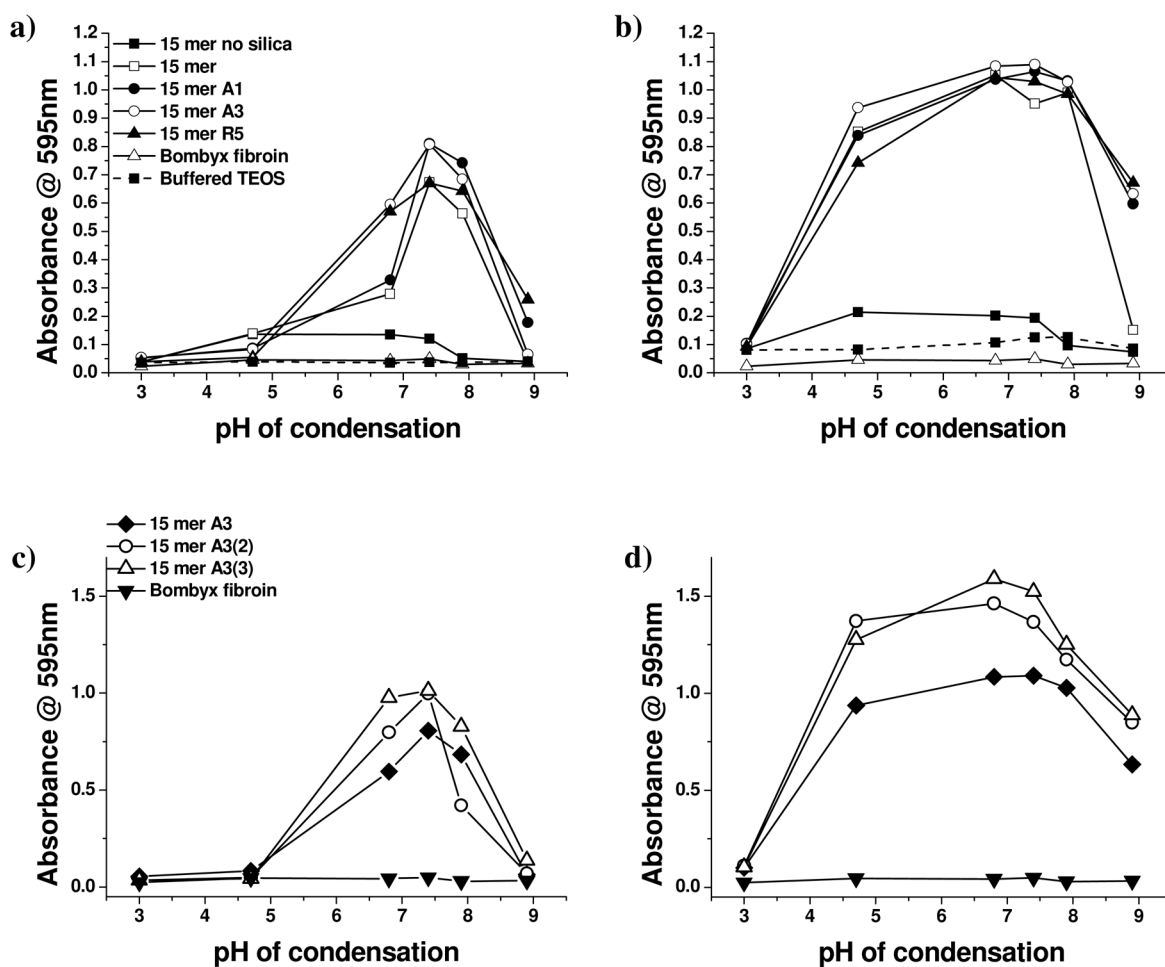 a)
15 mer no silica
15 mer
15 mer A1
15 mer A3
15 mer R5
Bombyx fibroin
Buffered TEOS
1.2
1.1
1.0
0.9
0.8
0.7
0.6
0.5
0.4
0.3
0.2
0.1
0.0
Absorbance @ 595nm
3 4 5 6 7 8 9
pH of condensation
b)
1.2
1.1
1.0
0.9
0.8
0.7
0.6
0.5
0.4
0.3
0.2
0.1
0.0
Absorbance @ 595nm
3 4 5 6 7 8 9
pH of condensation
c)
15 mer A3
15 mer A3(2)
15 mer A3(3)
Bombyx fibroin
1.5
1.0
0.5
0.0
Absorbance @ 595nm
3 4 5 6 7 8 9
pH of condensation
d)
1.5
1.0
0.5
0.0
Absorbance @ 595nm
3 4 5 6 7 8 9
pH of condensation